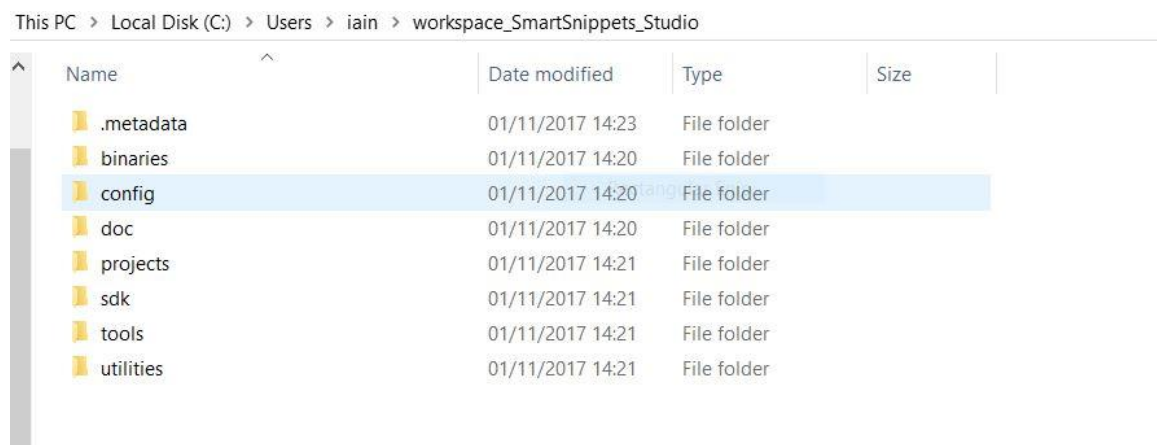 This PC > Local Disk (C:) > Users > iain > workspace_SmartSnippets_Studio
Name Date modified Type Size
.metadata 01/11/2017 14:23 File folder
binaries 01/11/2017 14:20 File folder
config 01/11/2017 14:20 File folder
doc 01/11/2017 14:20 File folder
projects 01/11/2017 14:21 File folder
sdk 01/11/2017 14:21 File folder
tools 01/11/2017 14:21 File folder
utilities 01/11/2017 14:21 File folder